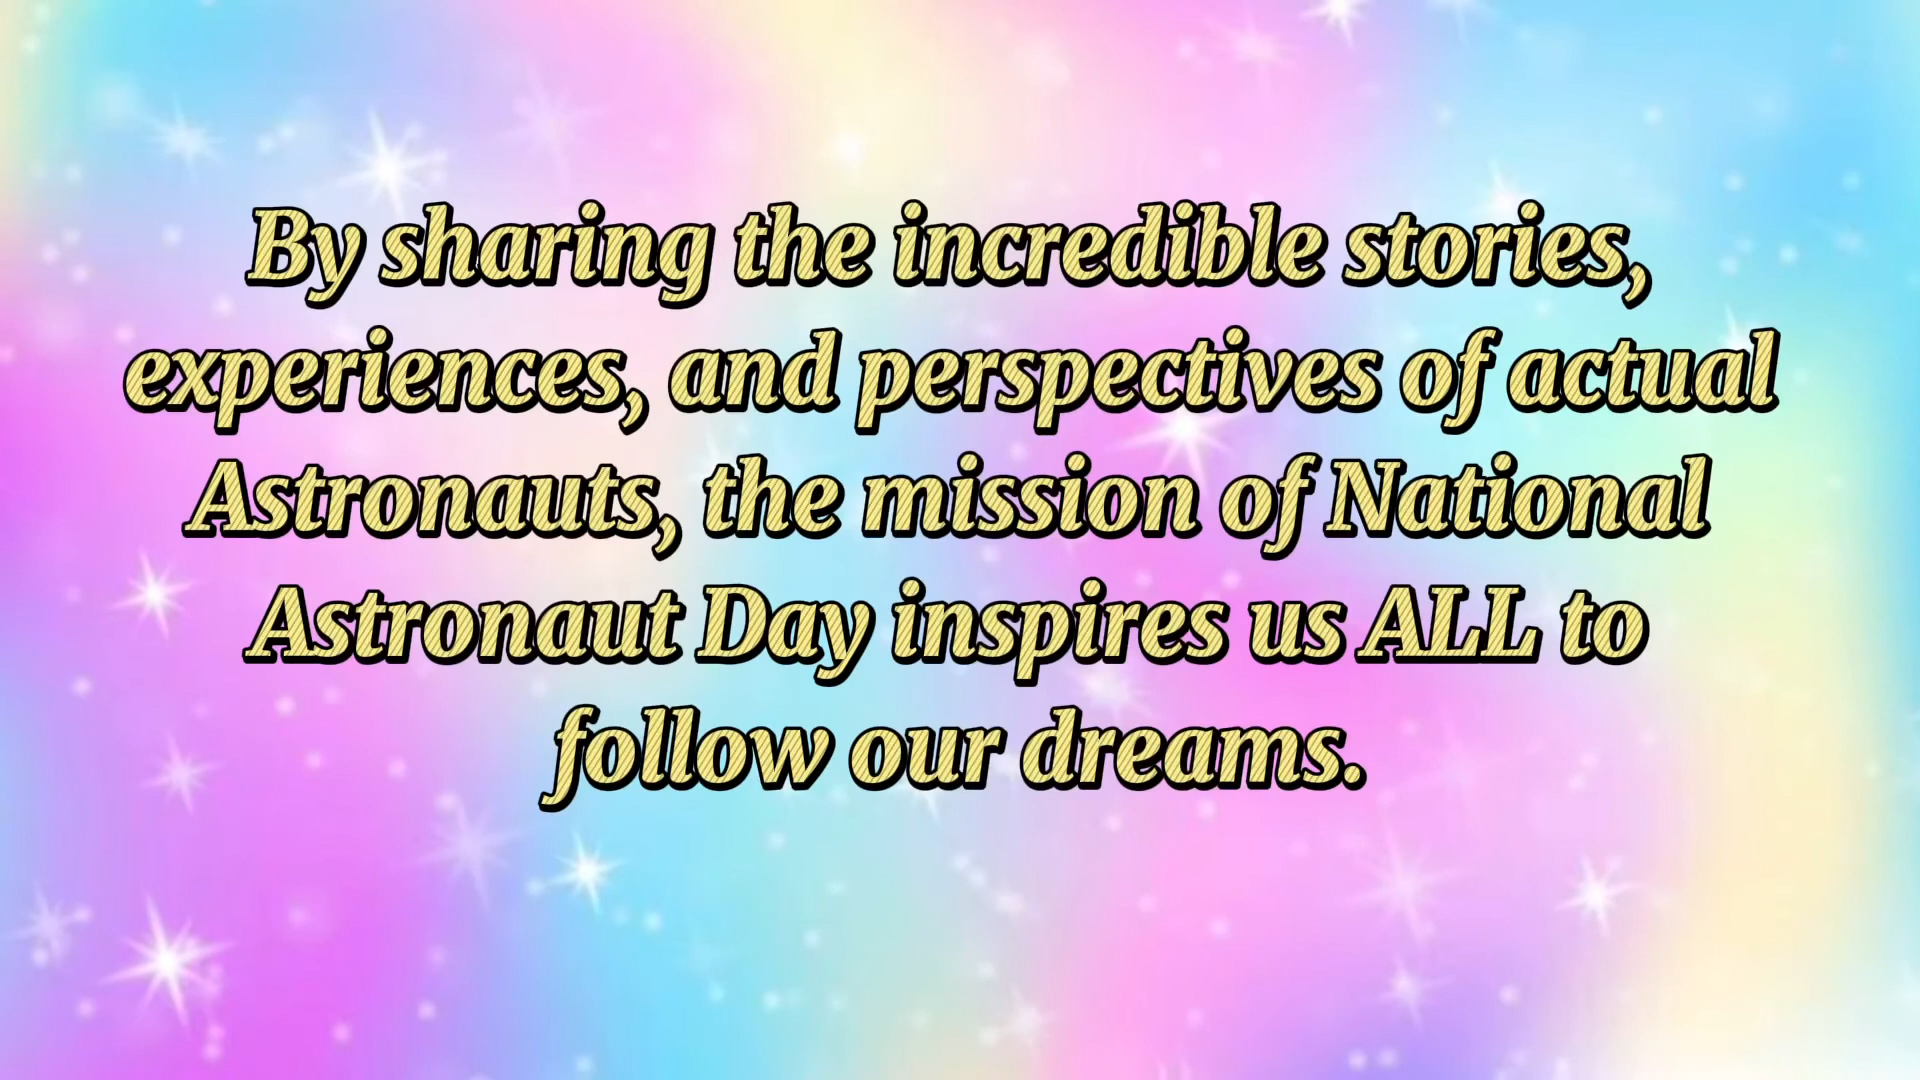 By sharing the incredible stories,
experiences, and perspectives of actual
Astronauts, the mission of National
Astronaut Day inspires us ALL to
follow our dreams.